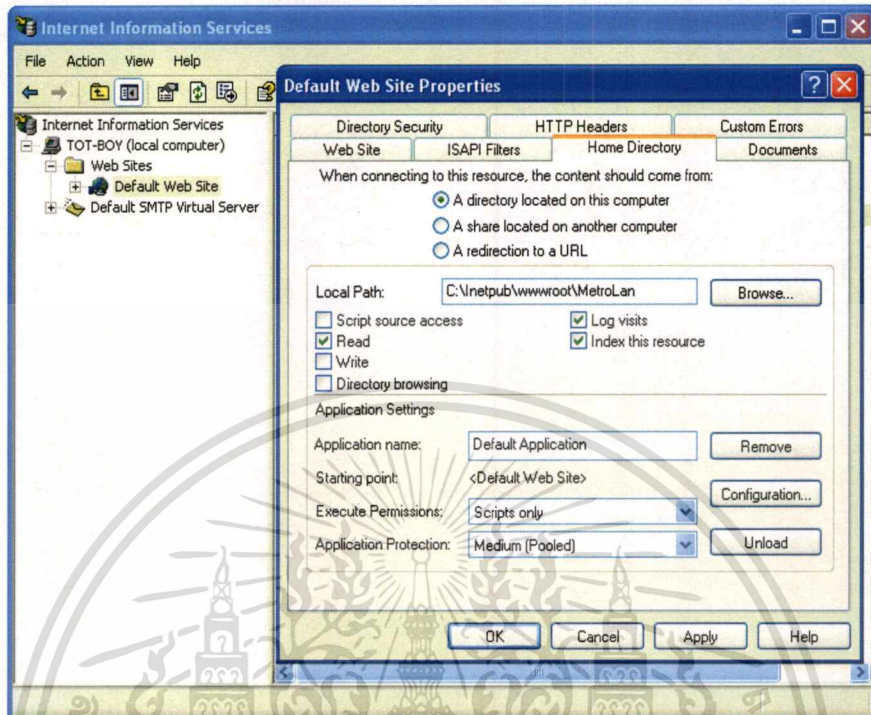 Internet Information Services
File Action View Help
Internet Information Services
TOT-BOY (local computer)
Web Sites
Default Web Site
Default SMTP Virtual Server
Default Web Site Properties
Directory Security HTTP Headers Custom Errors
Web Site ISAPI Filters Home Directory Documents
When connecting to this resource, the content should come from:
A directory located on this computer
A share located on another computer
A redirection to a URL
Local Path: C:\Inetpub\wwwroot\MetroLan Browse...
Script source access Log visits
Read Index this resource
Write
Directory browsing
Application Settings
Application name: Default Application Remove
Starting point: <Default Web Site>
Configuration...
Execute Permissions: Scripts only
Application Protection: Medium (Pooled) Unload
OK Cancel Apply Help